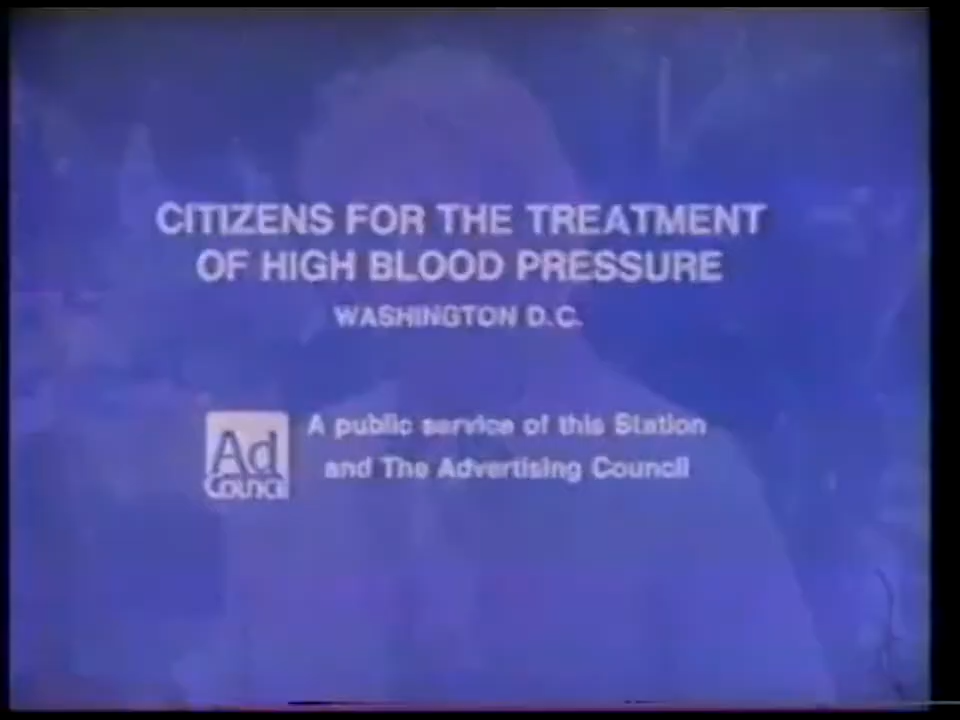 CITIZENS FOR THE TREATMENT
OF HIGH BLOOD PRESSURE
WASHINGTON D.C.
Ad
Council
A public service of this Station
and The Advertising Council